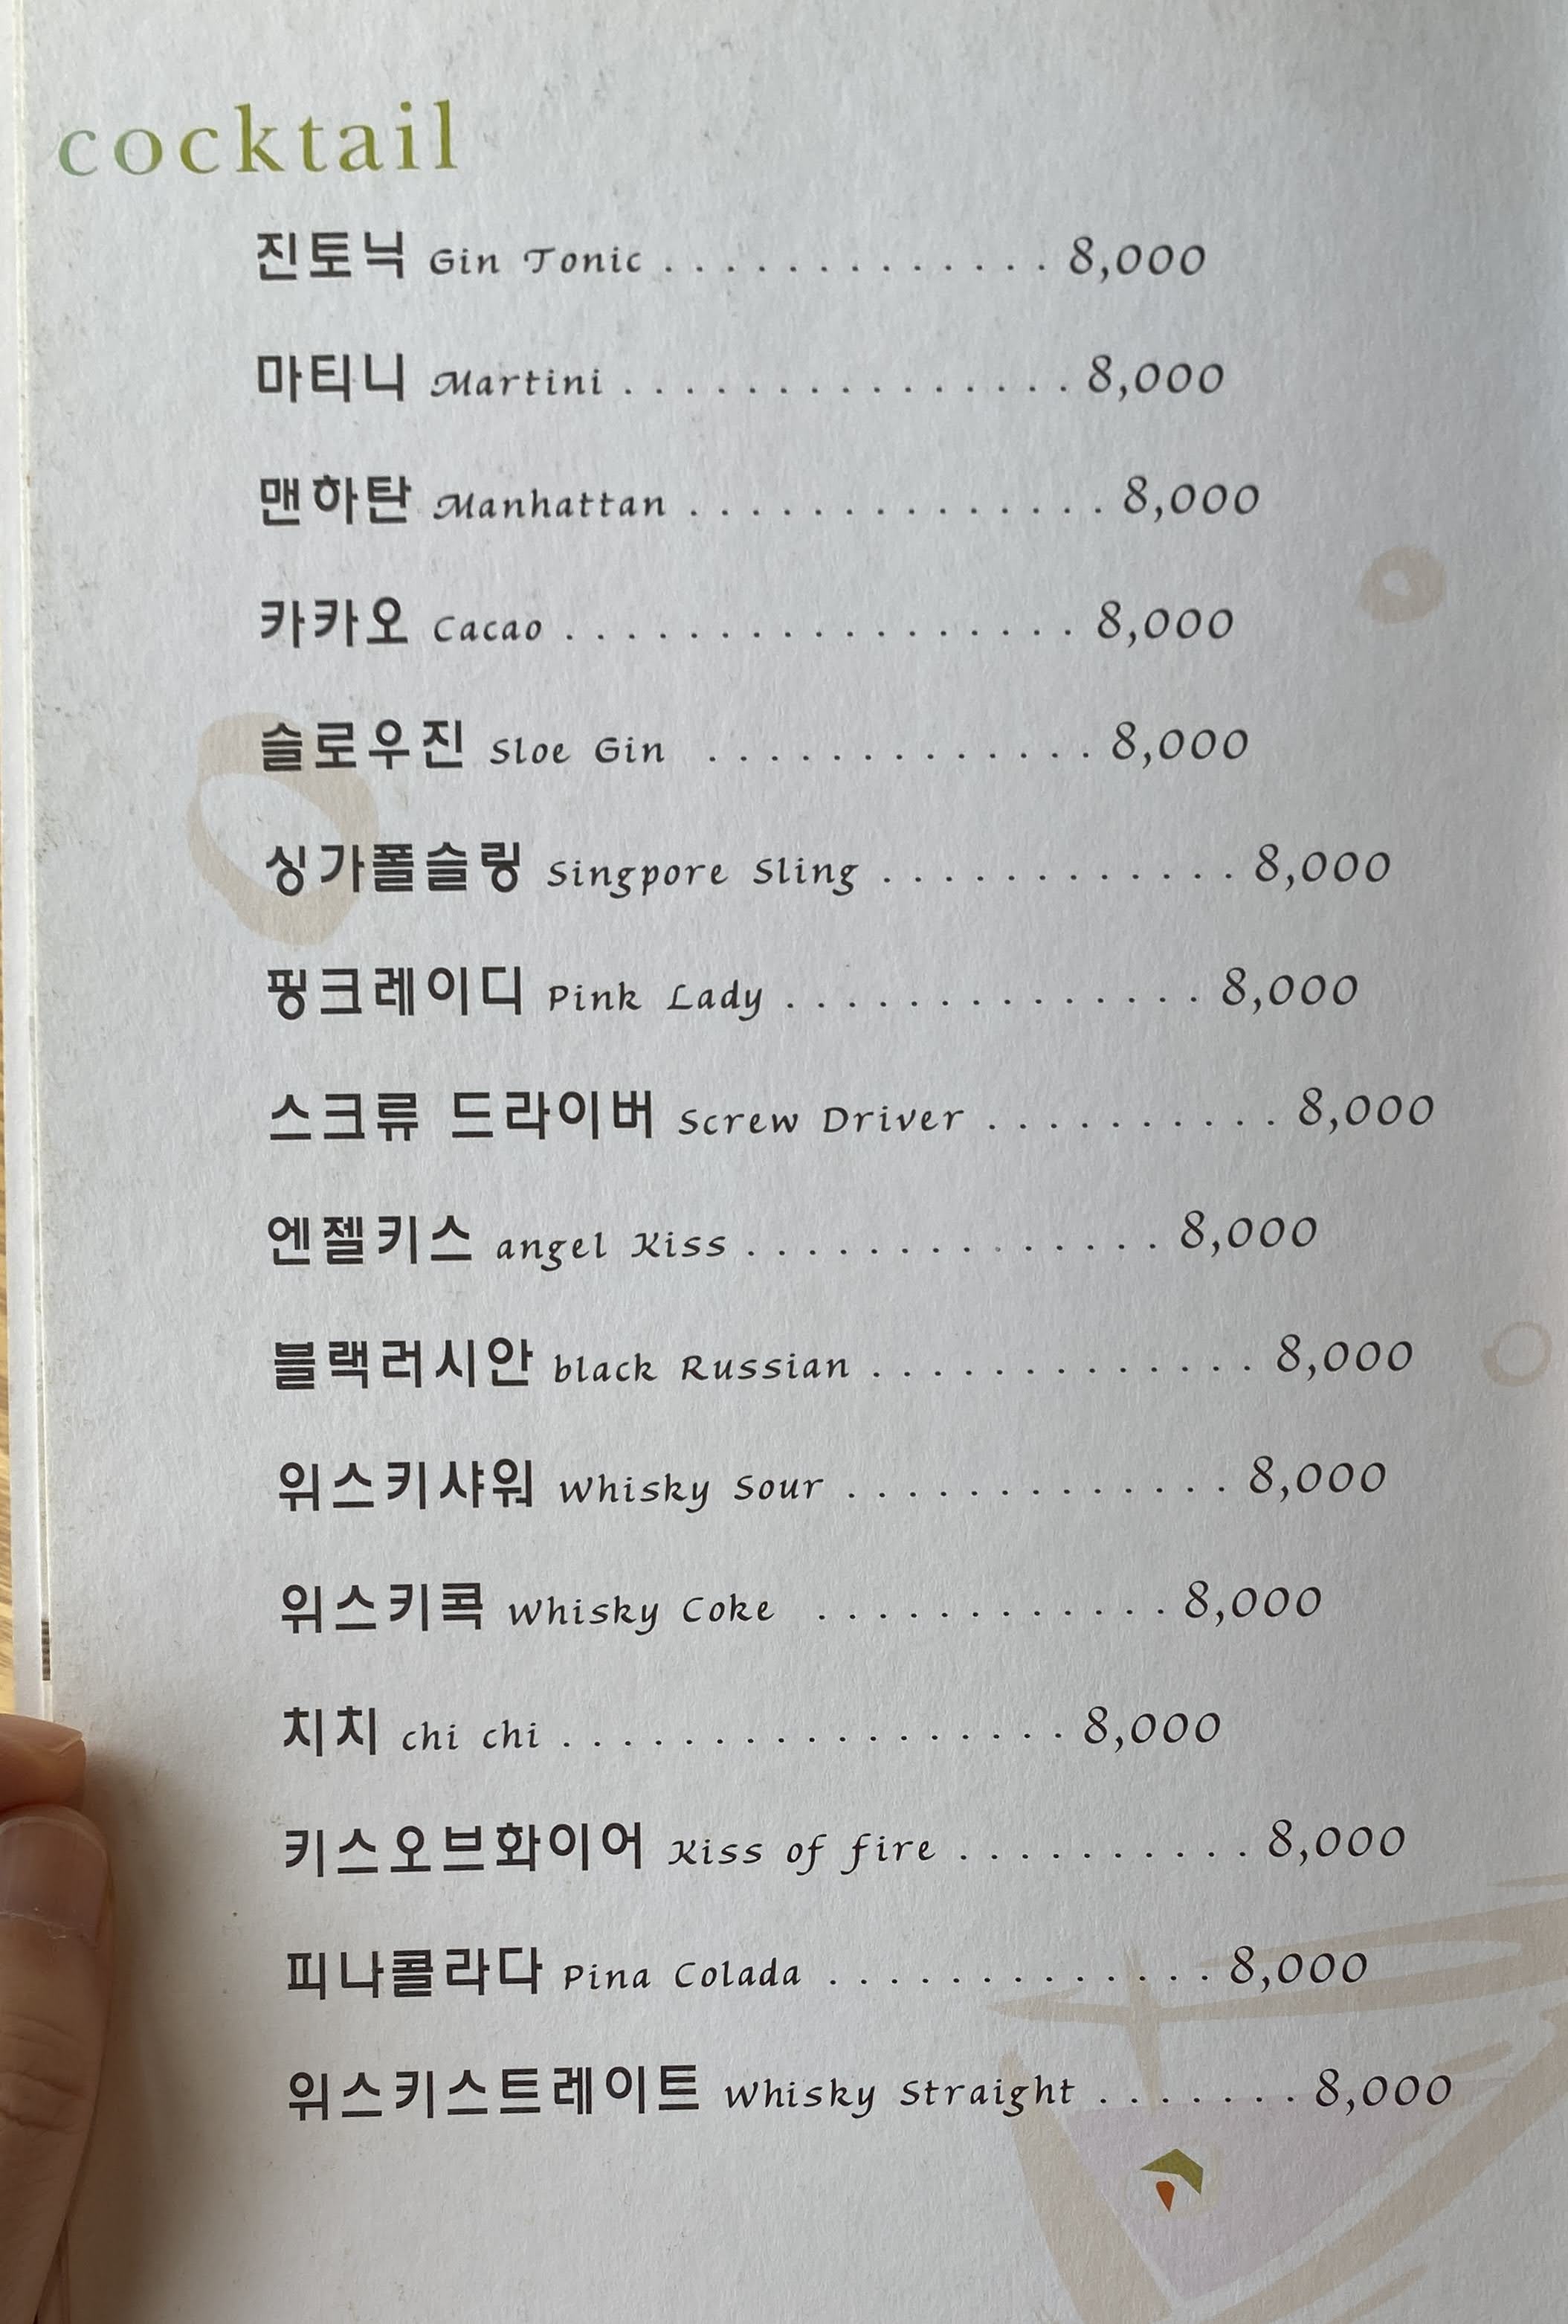 cocktail
진토닉 Gin Tonic . . . . . . . . . . . . . 8,000
마티니 Martini . . . . . . . . . . . . . . . 8,000
맨하탄 Manhattan . . . . . . . . . . . . . . 8,000
카카오 Cacao . . . . . . . . . . . . . . . . . 8,000
슬로우진 Sloe Gin . . . . . . . . . . . . . 8,000
싱가폴슬링 Singpore Sling . . . . . . . . . . . . 8,000
핑크레이디 Pink Lady . . . . . . . . . . . . . . 8,000
스크류 드라이버 Screw Driver . . . . . . . . . . 8,000
엔젤키스 angel Kiss . . . . . . . . . . . . . . 8,000
블랙러시안 black Russian . . . . . . . . . . . . . 8,000
위스키샤워 Whisky Sour . . . . . . . . . . . . . 8,000
위스키콕 Whisky Coke . . . . . . . . . . . . 8,000
치치 chi chi . . . . . . . . . . . . . . . . . 8,000
키스오브화이어 Kiss of fire . . . . . . . . . . 8,000
피나콜라다 Pina Colada . . . . . . . . . . . . . 8,000
위스키스트레이트 Whisky Straight . . . . . . . 8,000